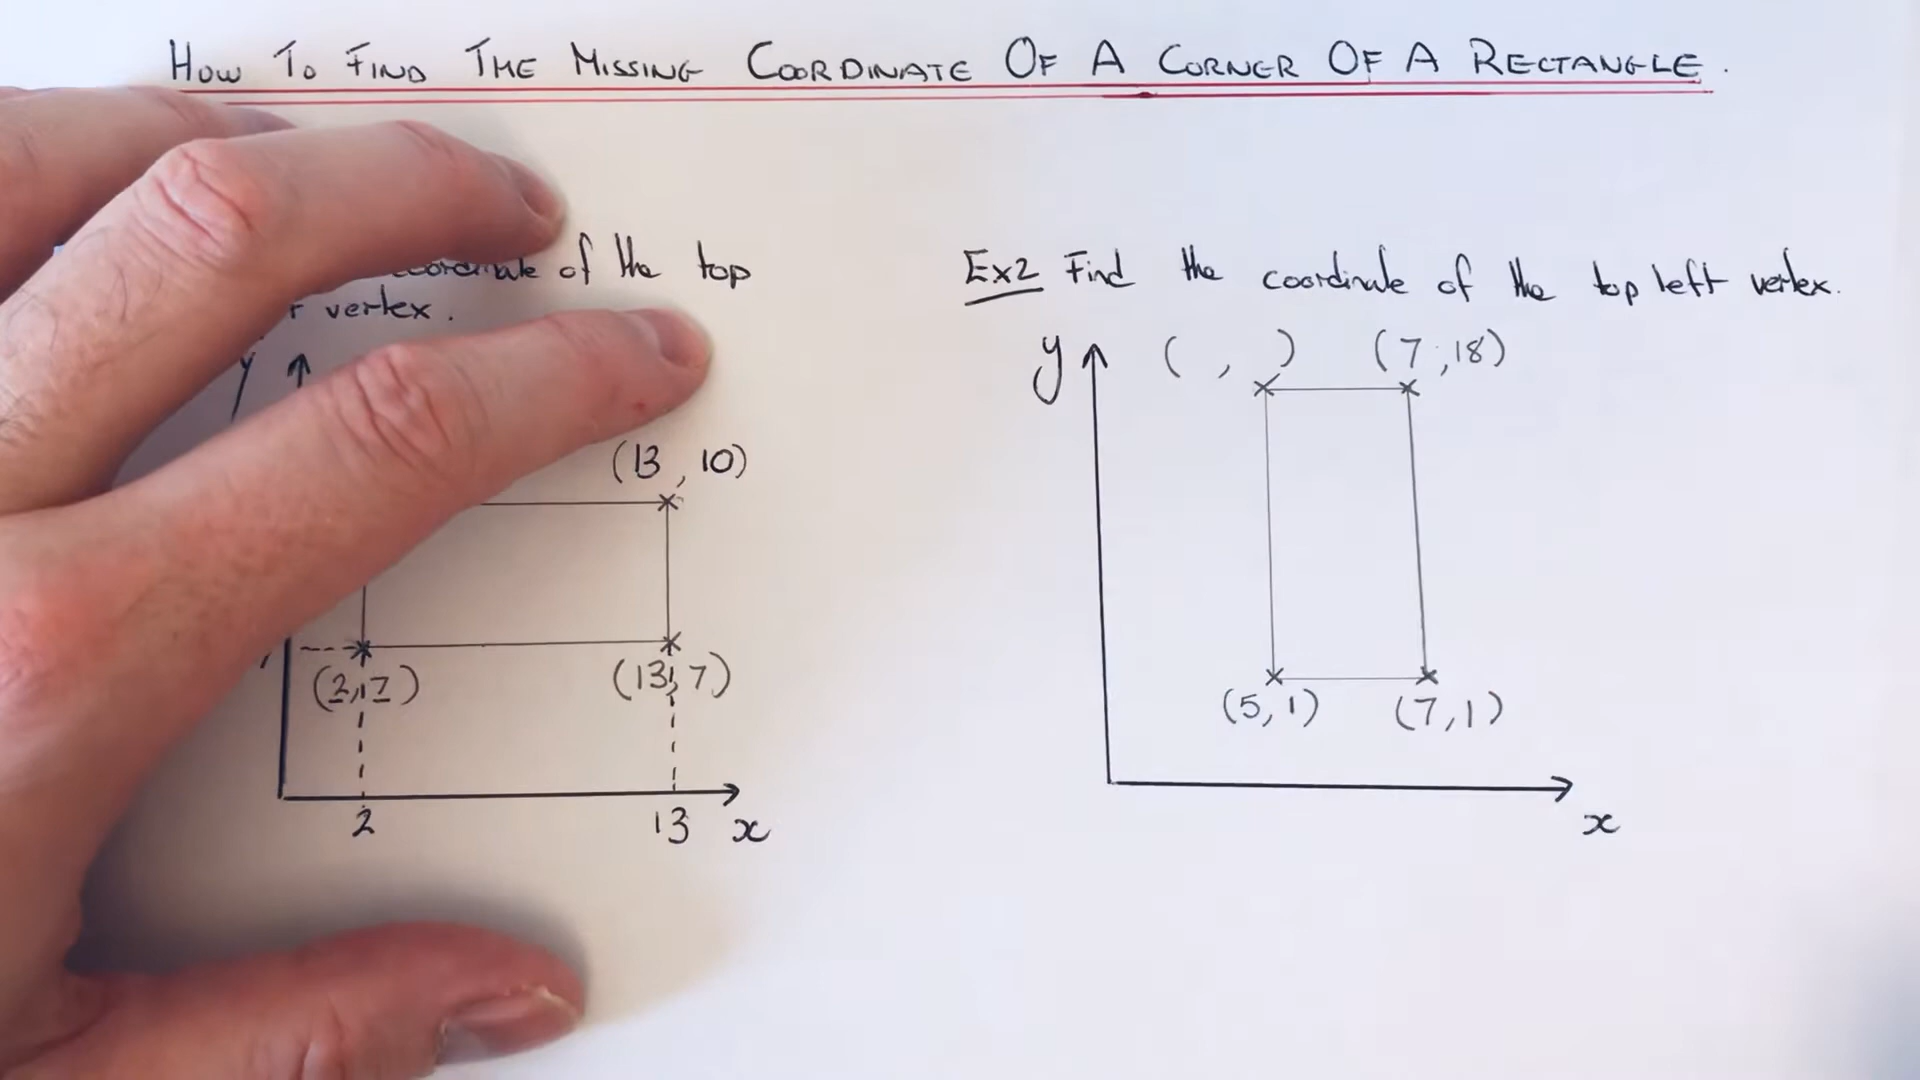 HOW TO FIND THE MISSING COORDINATE OF A CORNER OF A RECTANGLE.
of the top
vertex.
y
(13, 10)
(2,7)
(13,7)
2
13
x
Ex2 Find the coordinate of the top left vertex.
y
( , )
(7,18)
(5,1)
(7,1)
x